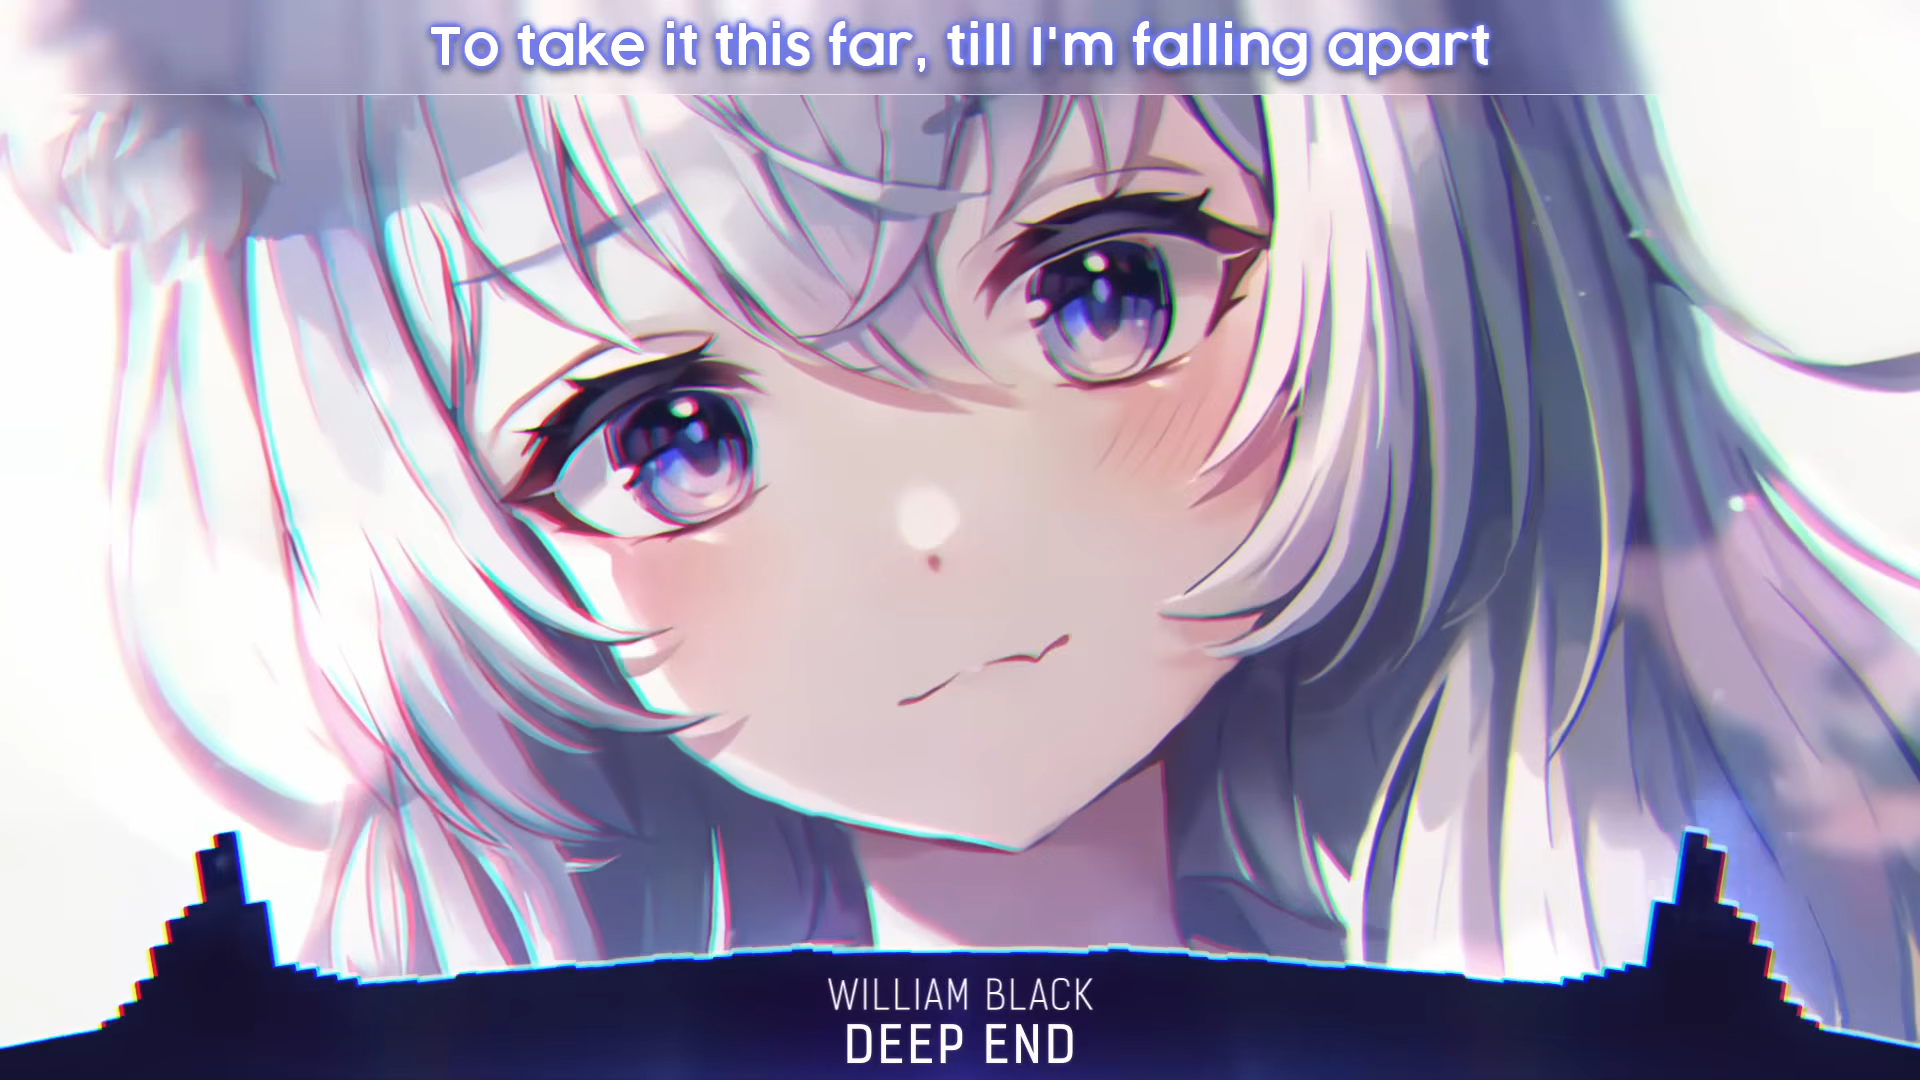 To take it this far, till I'm falling apart
WILLIAM BLACK
DEEP END